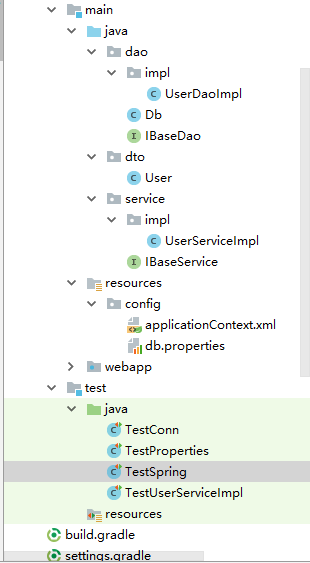 main
java
dao
impl
UserDaoImpl
Db
IBaseDao
dto
User
service
impl
UserServiceImpl
IBaseService
resources
config
applicationContext.xml
db.properties
webapp
test
java
TestConn
TestProperties
TestSpring
TestUserServiceImpl
resources
build.gradle
settings.gradle